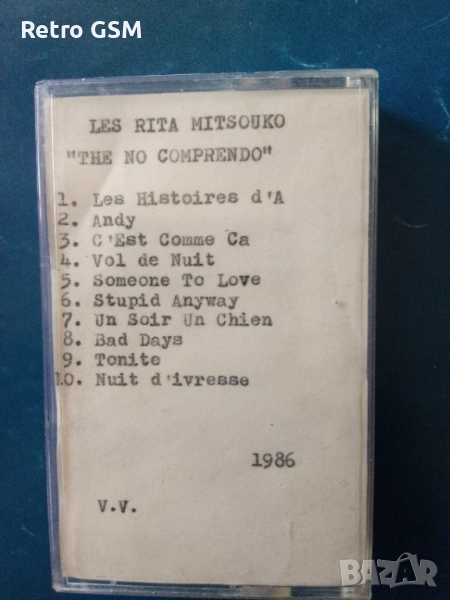 Retro GSM
LES RITA MITSOUKO
"THE NO COMPRENDO"
1. Les Histoires d'A
2. Andy
3. C'Est Comme Ca
4. Vol de Nuit
5. Someone To Love
6. Stupid Anyway
7. Un Soir Un Chien
8. Bad Days
9. Tonite
10. Nuit d'ivresse
1986
V.V.
BAZAR